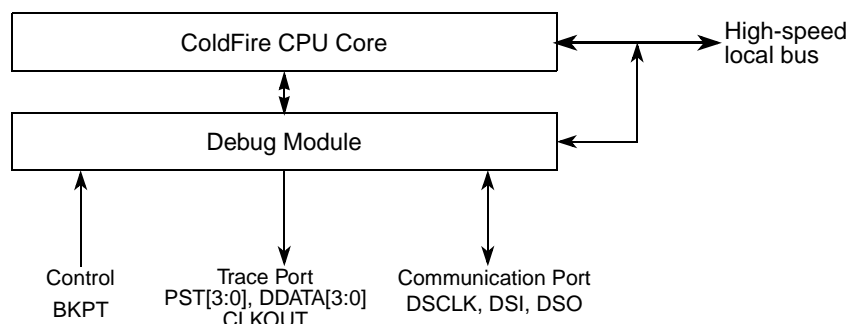 ColdFire CPU Core
High-speed
local bus
Debug Module
Control
BKPT
Trace Port
PST[3:0], DDATA[3:0]
CLKOUT
Communication Port
DSCLK, DSI, DSO